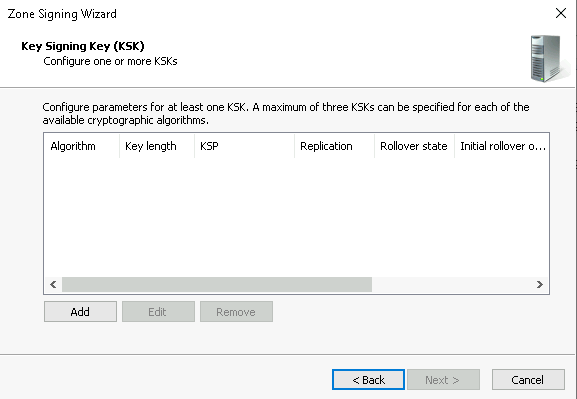 Zone Signing Wizard
Key Signing Key (KSK)
Configure one or more KSKs
Configure parameters for at least one KSK. A maximum of three KSKs can be specified for each of the
available cryptographic algorithms.
Algorithm Key length KSP Replication Rollover state Initial rollover o...
Add Edit Remove
< Back Next > Cancel